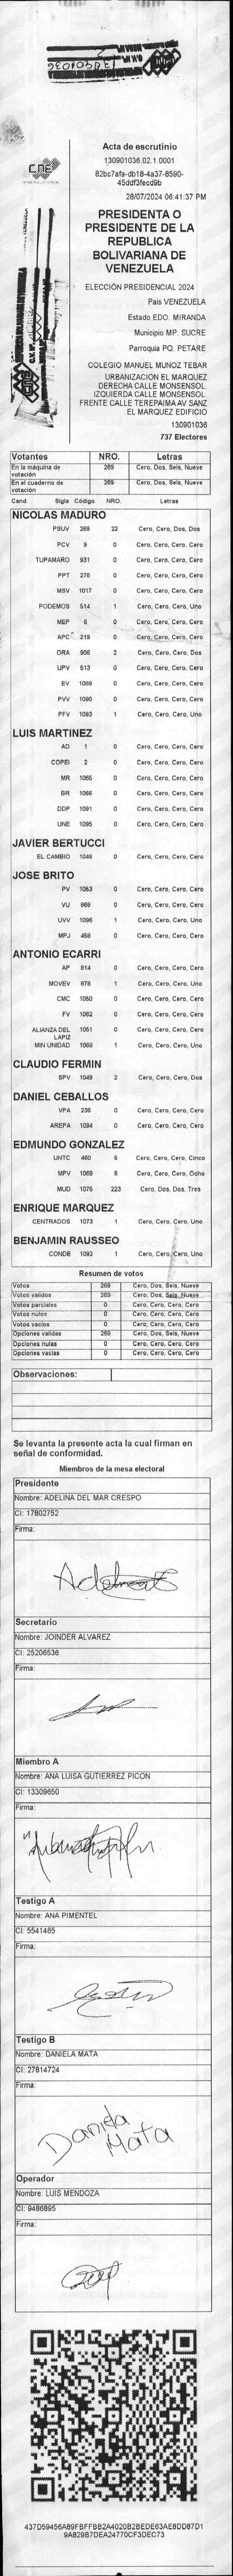 CNE
Acta de escrutinio
130901036.02.1.0001
82bc7afa-db18-4a37-8590-
45ddf3fecd9b
28/07/2024 06:41:37 PM
PRESIDENTA O
PRESIDENTE DE LA
REPUBLICA
BOLIVARIANA DE
VENEZUELA
ELECCIÓN PRESIDENCIAL 2024
Pais VENEZUELA
Estado EDO. MIRANDA
Municipio MP. SUCRE
Parroquia PQ. PETARE
COLEGIO MANUEL MUNOZ TEBAR
URBANIZACION EL MARQUEZ
DERECHA CALLE MONSENSOL.
IZQUIERDA CALLE MONSENSOL.
FRENTE CALLE TEREPAIMA AV SANZ
EL MARQUEZ EDIFICIO
130901036
737 Electores
Votantes NRO. Letras
En la máquina de votación 269 Cero, Dos, Seis, Nueve
En el cuaderno de votación 269 Cero, Dos, Seis, Nueve
Cand. Sigla Código NRO. Letras
NICOLAS MADURO
PSUV 269 22 Cero, Cero, Dos, Dos
PCV 9 0 Cero, Cero, Cero, Cero
TUPAMARO 931 0 Cero, Cero, Cero, Cero
PPT 276 0 Cero, Cero, Cero, Cero
MSV 1017 0 Cero, Cero, Cero, Cero
PODEMOS 514 1 Cero, Cero, Cero, Uno
MEP 6 0 Cero, Cero, Cero, Cero
APC 219 0 Cero, Cero, Cero, Cero
ORA 906 2 Cero, Cero, Cero, Dos
UPV 513 0 Cero, Cero, Cero, Cero
EV 1089 0 Cero, Cero, Cero, Cero
PVV 1090 0 Cero, Cero, Cero, Cero
PFV 1093 1 Cero, Cero, Cero, Uno
LUIS MARTINEZ
AD 1 0 Cero, Cero, Cero, Cero
COPEI 2 0 Cero, Cero, Cero, Cero
MR 1065 0 Cero, Cero, Cero, Cero
BR 1066 0 Cero, Cero, Cero, Cero
DDP 1091 0 Cero, Cero, Cero, Cero
UNE 1095 0 Cero, Cero, Cero, Cero
JAVIER BERTUCCI
EL CAMBIO 1048 0 Cero, Cero, Cero, Cero
JOSE BRITO
PV 1053 0 Cero, Cero, Cero, Cero
VU 868 0 Cero, Cero, Cero, Cero
UVV 1096 1 Cero, Cero, Cero, Uno
MPJ 459 0 Cero, Cero, Cero, Cero
ANTONIO ECARRI
AP 814 0 Cero, Cero, Cero, Cero
MOVEV 878 1 Cero, Cero, Cero, Uno
CMC 1050 0 Cero, Cero, Cero, Cero
FV 1052 0 Cero, Cero, Cero, Cero
ALIANZA DEL LAPIZ 1051 0 Cero, Cero, Cero, Cero
MIN UNIDAD 1068 1 Cero, Cero, Cero, Uno
CLAUDIO FERMIN
SPV 1049 2 Cero, Cero, Cero, Dos
DANIEL CEBALLOS
VPA 236 0 Cero, Cero, Cero, Cero
AREPA 1094 0 Cero, Cero, Cero, Cero
EDMUNDO GONZALEZ
UNTC 460 5 Cero, Cero, Cero, Cinco
MPV 1069 8 Cero, Cero, Cero, Ocho
MUD 1075 223 Cero, Dos, Dos, Tres
ENRIQUE MARQUEZ
CENTRADOS 1073 1 Cero, Cero, Cero, Uno
BENJAMIN RAUSSEO
CONDE 1092 1 Cero, Cero, Cero, Uno
Resumen de votos
Votos 269 Cero, Dos, Seis, Nueve
Votos validos 269 Cero, Dos, Seis, Nueve
Votos parciales 0 Cero, Cero, Cero, Cero
Votos nulos 0 Cero, Cero, Cero, Cero
Votos vacios 0 Cero, Cero, Cero, Cero
Opciones validas 269 Cero, Dos, Seis, Nueve
Opciones nulas 0 Cero, Cero, Cero, Cero
Opciones vacias 0 Cero, Cero, Cero, Cero
Observaciones:
Se levanta la presente acta la cual firman en
señal de conformidad.
Miembros de la mesa electoral
Presidente
Nombre: ADELINA DEL MAR CRESPO
CI: 17802752
Firma:
Secretario
Nombre: JOINDER ALVAREZ
CI: 25206536
Firma:
Miembro A
Nombre: ANA LUISA GUTIERREZ PICON
CI: 13309650
Firma:
Testigo A
Nombre: ANA PIMENTEL
CI: 5541465
Firma:
Testigo B
Nombre: DANIELA MATA
CI: 27814724
Firma:
Daniela
Mata
Operador
Nombre: LUIS MENDOZA
CI: 9486895
Firma:
437D59456A89FBFFBB2A4020B2BEDE63AE8DD87D1
9A829B7DEA24770CF3DEC73